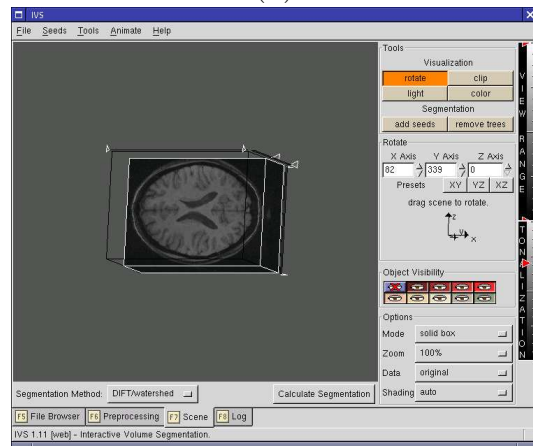 IVS
File Seeds Tools Animate Help
Tools
Visualization
rotate clip
light color
Segmentation
add seeds remove trees
Rotate
X Axis Y Axis Z Axis
82 339 0
Presets XY YZ XZ
drag scene to rotate.
z
y x
Object Visibility
Options
Mode solid box
Zoom 100%
Data original
Shading auto
VIEW RANGE
TONALIZATION
Segmentation Method: DIFT/watershed Calculate Segmentation
F5 File Browser F6 Preprocessing F7 Scene F8 Log
IVS 1.11 [web] - Interactive Volume Segmentation.